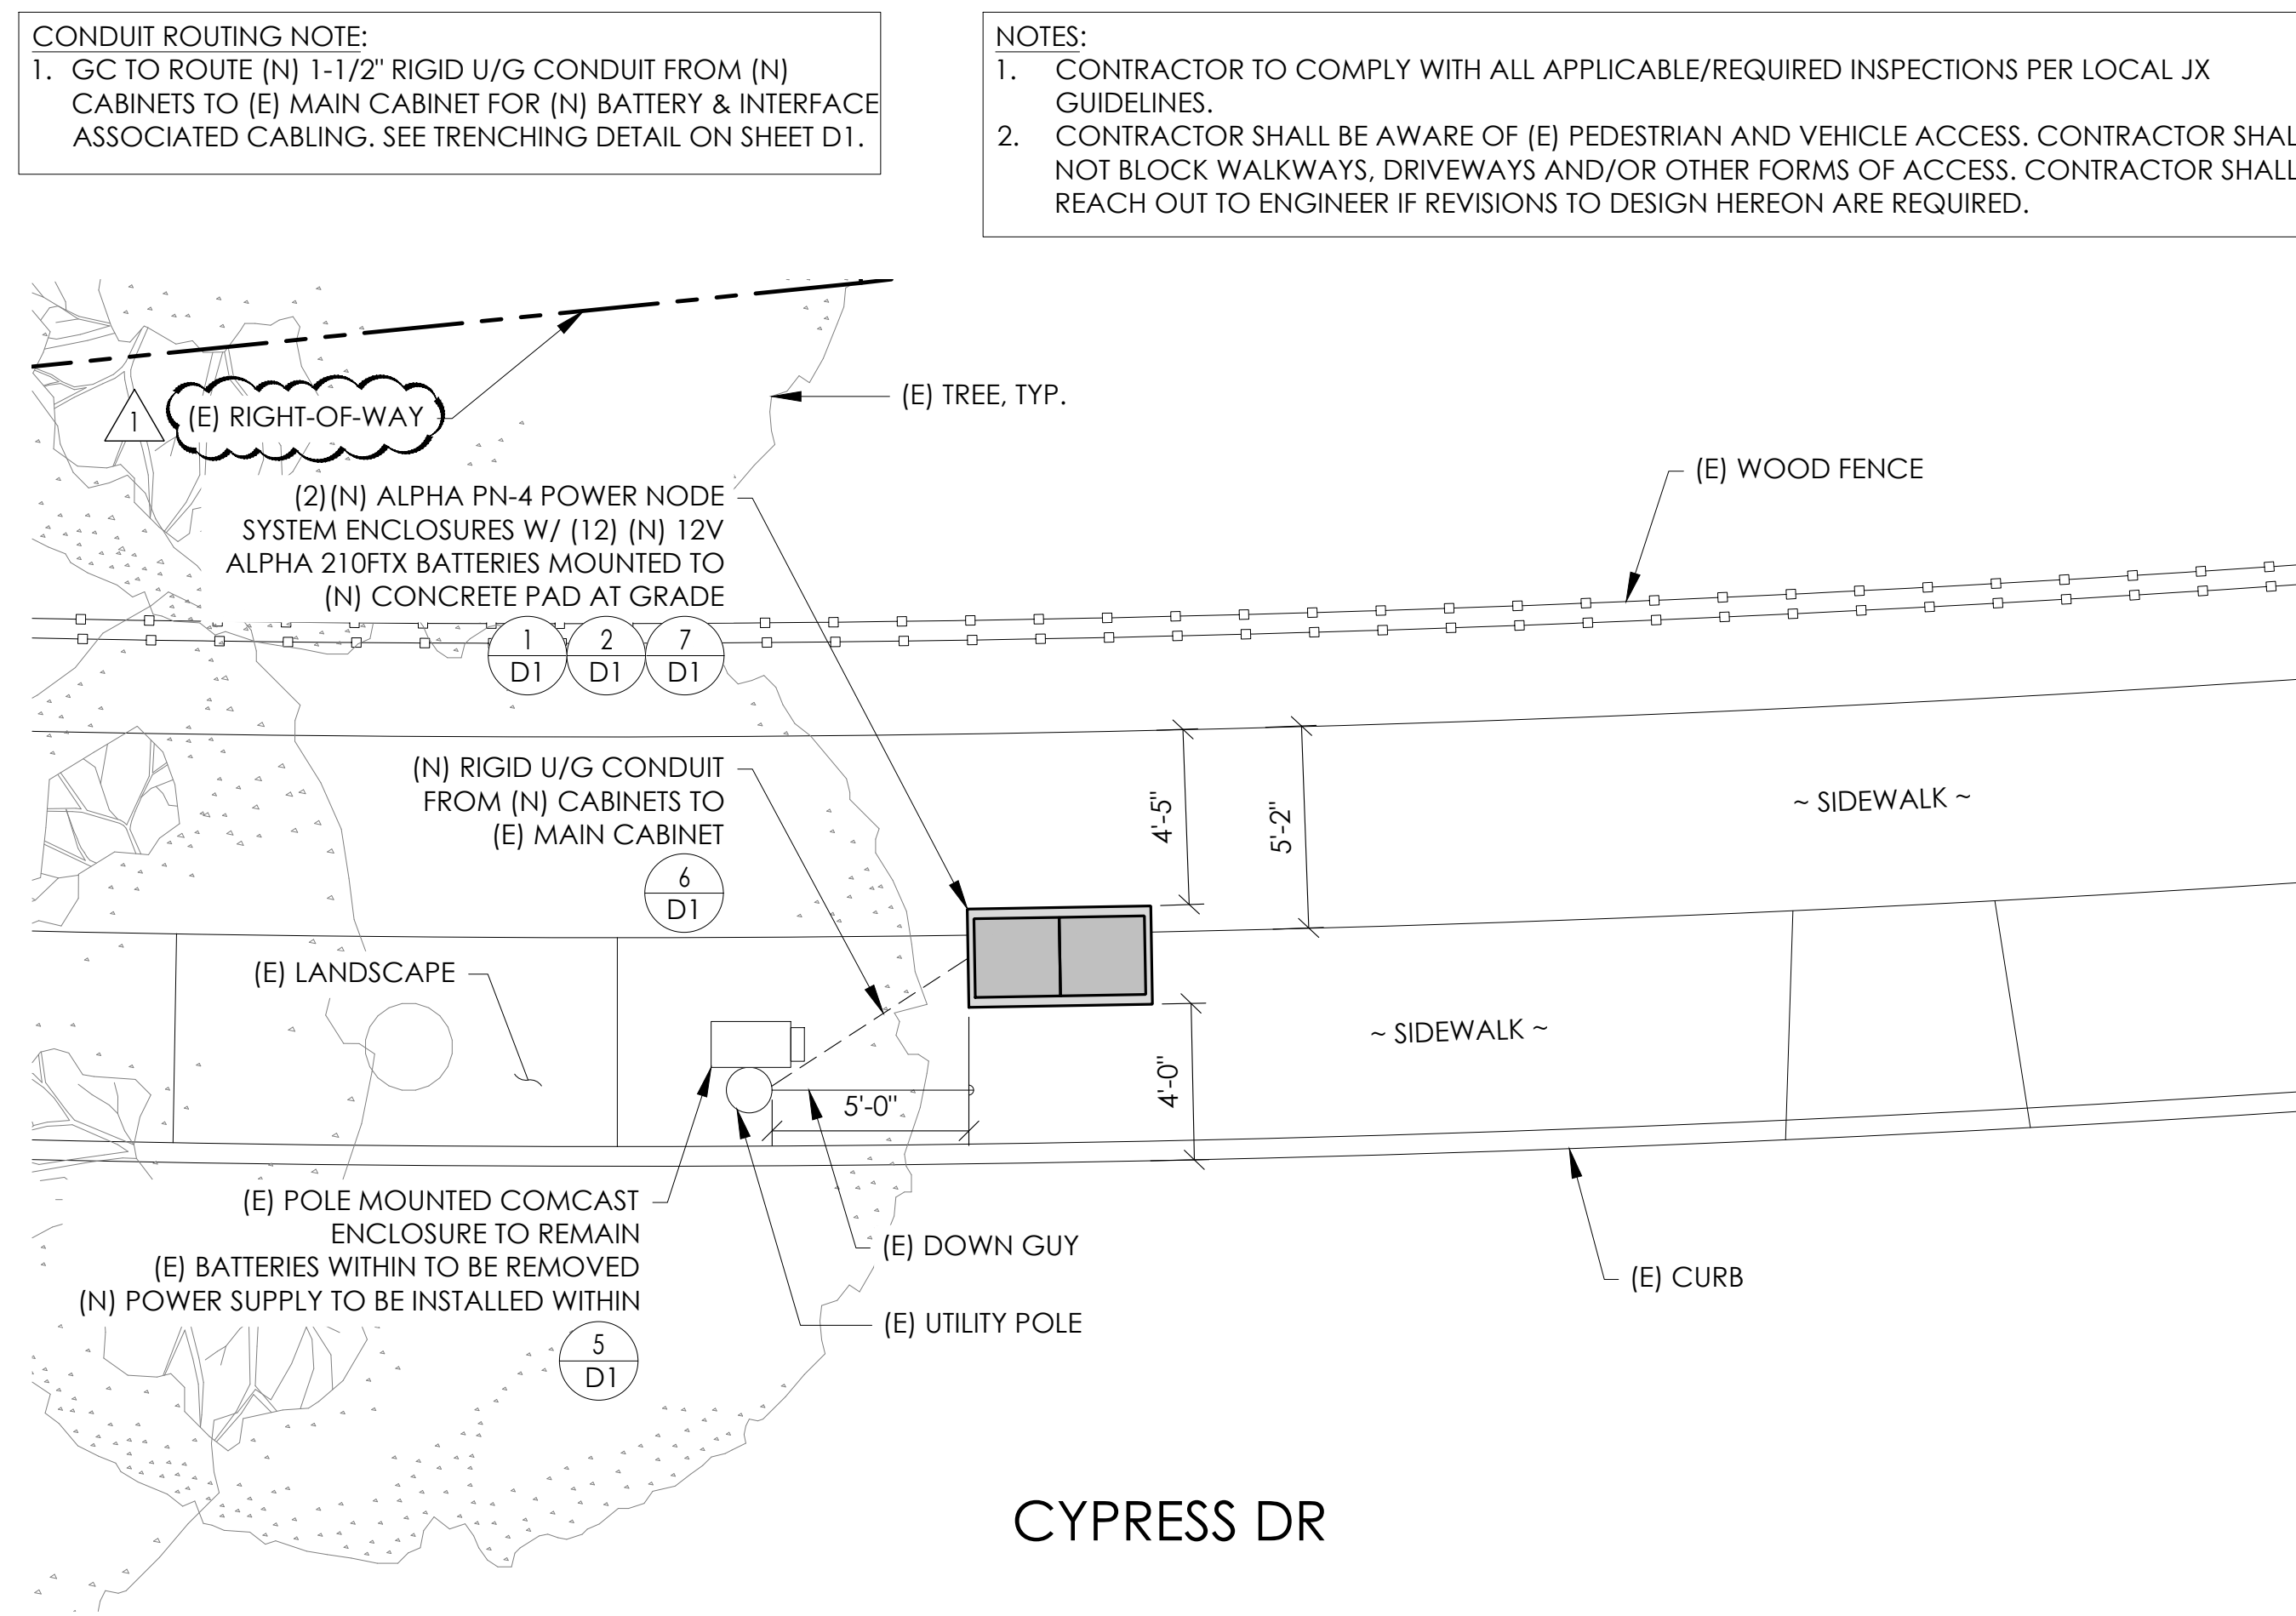 CONDUIT ROUTING NOTE:
1. GC TO ROUTE (N) 1-1/2" RIGID U/G CONDUIT FROM (N)
CABINETS TO (E) MAIN CABINET FOR (N) BATTERY & INTERFACE
ASSOCIATED CABLING. SEE TRENCHING DETAIL ON SHEET D1.
NOTES:
1. CONTRACTOR TO COMPLY WITH ALL APPLICABLE/REQUIRED INSPECTIONS PER LOCAL JX
GUIDELINES.
2. CONTRACTOR SHALL BE AWARE OF (E) PEDESTRIAN AND VEHICLE ACCESS. CONTRACTOR SHAL
NOT BLOCK WALKWAYS, DRIVEWAYS AND/OR OTHER FORMS OF ACCESS. CONTRACTOR SHALL
REACH OUT TO ENGINEER IF REVISIONS TO DESIGN HEREON ARE REQUIRED.
1
(E) RIGHT-OF-WAY
(E) TREE, TYP.
(E) WOOD FENCE
(2)(N) ALPHA PN-4 POWER NODE
SYSTEM ENCLOSURES W/ (12) (N) 12V
ALPHA 210FTX BATTERIES MOUNTED TO
(N) CONCRETE PAD AT GRADE
1 2 7
D1 D1 D1
(N) RIGID U/G CONDUIT
FROM (N) CABINETS TO
(E) MAIN CABINET
6
D1
4'-5"
5'-2"
~ SIDEWALK ~
(E) LANDSCAPE
~ SIDEWALK ~
4'-0"
5'-0"
(E) POLE MOUNTED COMCAST
ENCLOSURE TO REMAIN
(E) BATTERIES WITHIN TO BE REMOVED
(N) POWER SUPPLY TO BE INSTALLED WITHIN
5
D1
(E) DOWN GUY
(E) UTILITY POLE
(E) CURB
CYPRESS DR